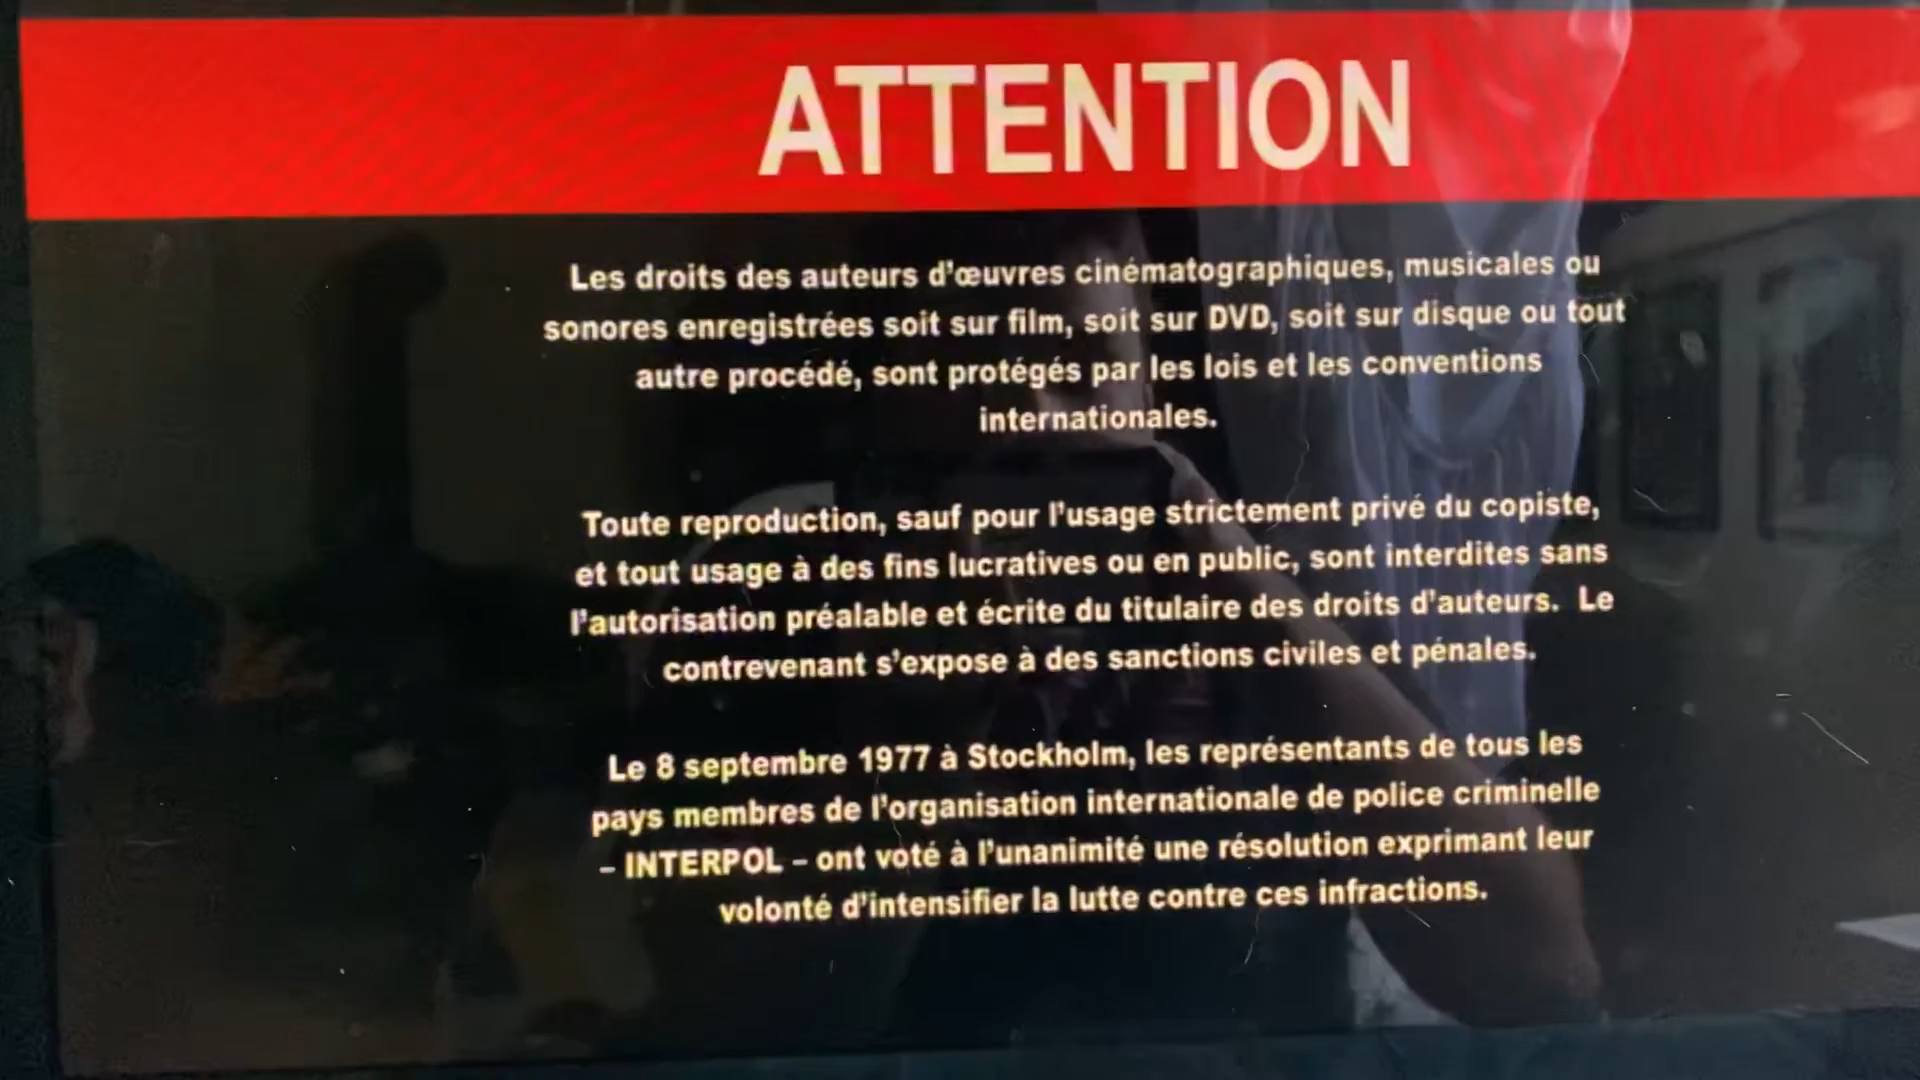 ATTENTION
Les droits des auteurs d'œuvres cinématographiques, musicales ou
sonores enregistrées soit sur film, soit sur DVD, soit sur disque ou tout
autre procédé, sont protégés par les lois et les conventions
internationales.
Toute reproduction, sauf pour l'usage strictement privé du copiste,
et tout usage à des fins lucratives ou en public, sont interdites sans
l'autorisation préalable et écrite du titulaire des droits d'auteurs.  Le
contrevenant s'expose à des sanctions civiles et pénales.
Le 8 septembre 1977 à Stockholm, les représentants de tous les
pays membres de l'organisation internationale de police criminelle
– INTERPOL – ont voté à l'unanimité une résolution exprimant leur
volonté d'intensifier la lutte contre ces infractions.